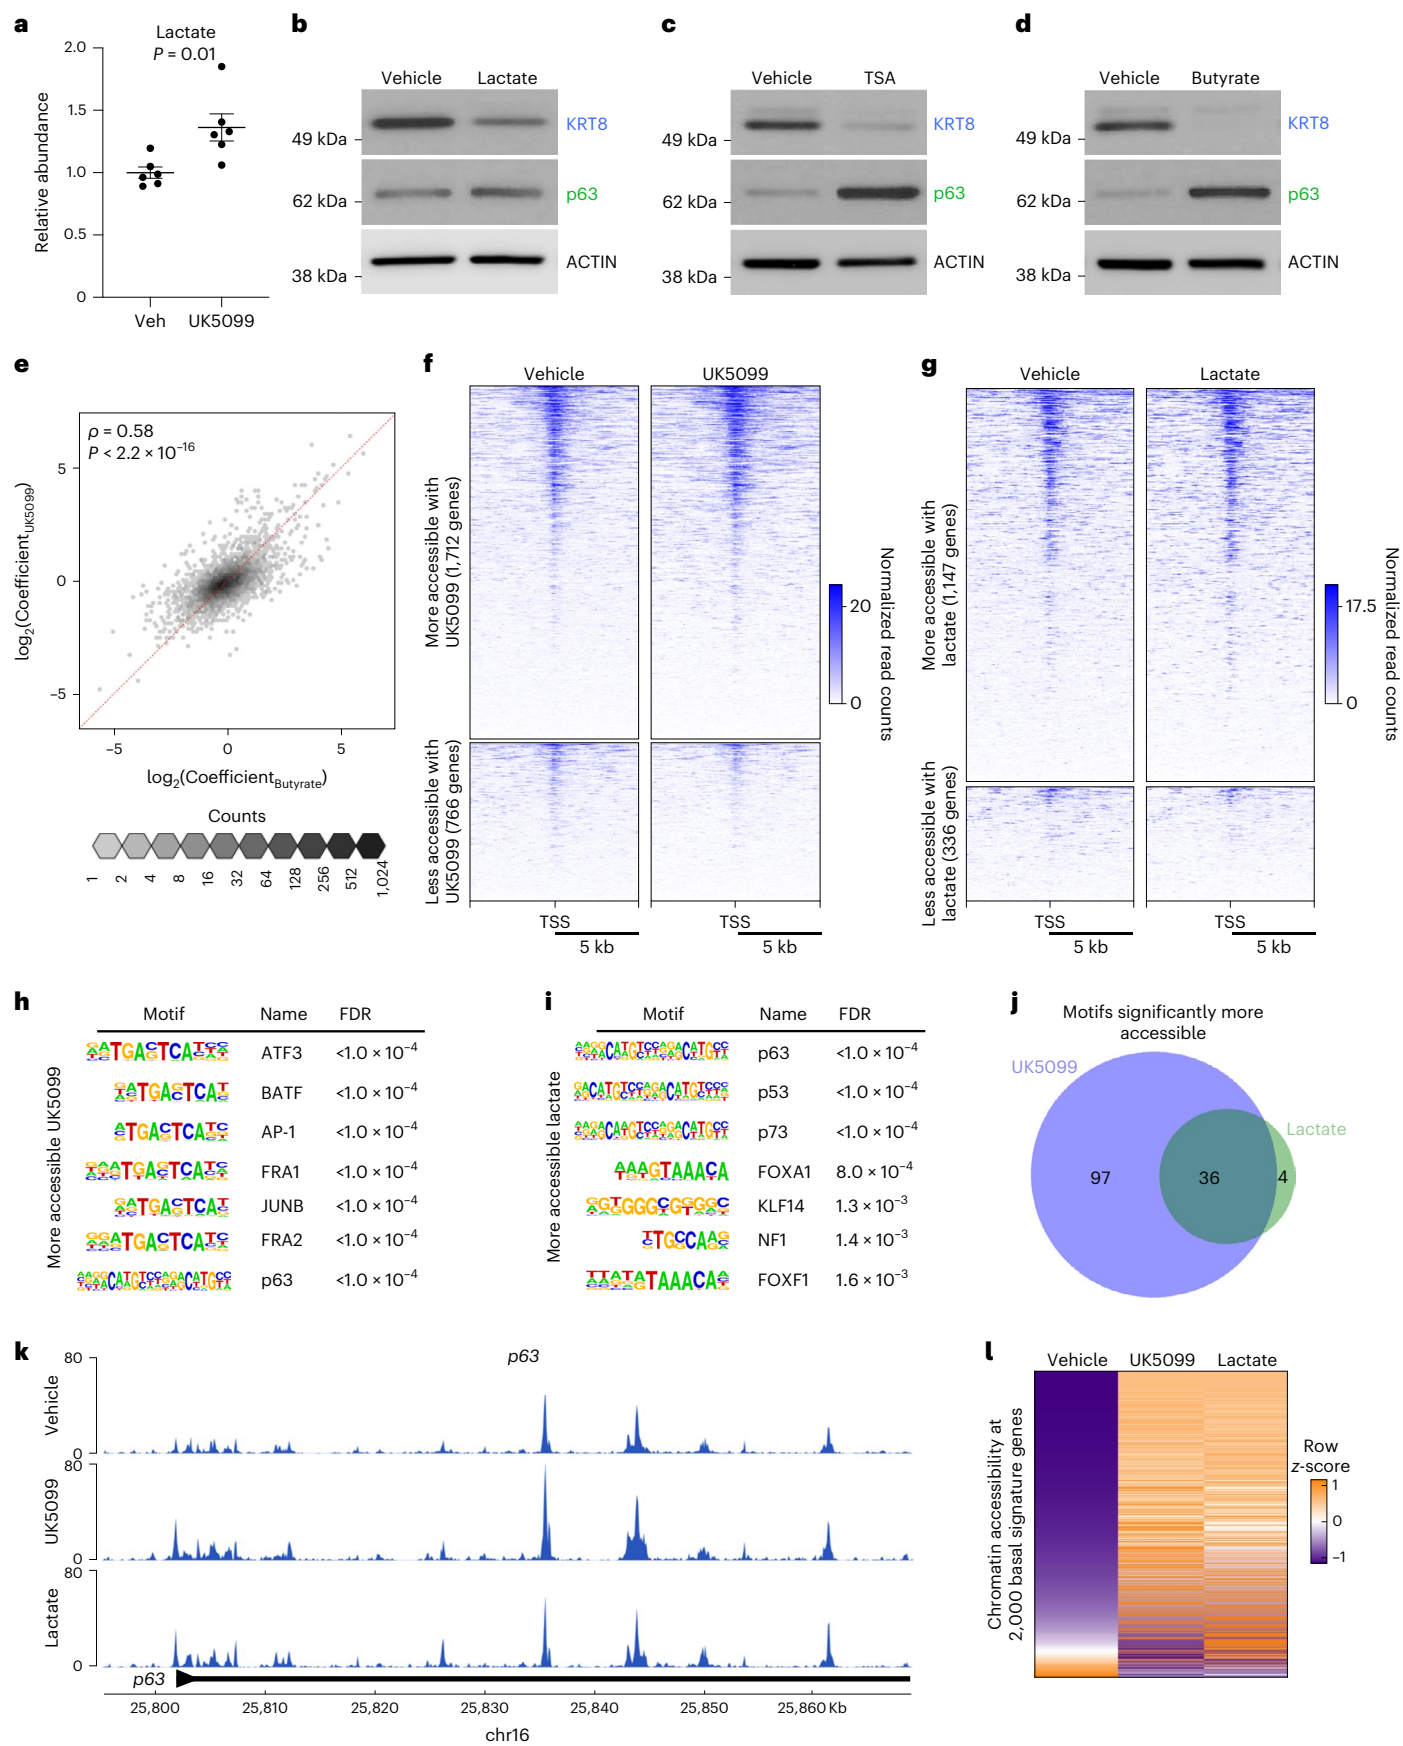 a
Lactate
P = 0.01
2.0
1.5
1.0
0.5
0
Relative abundance
Veh
UK5099
b
Vehicle
Lactate
49 kDa
KRT8
62 kDa
p63
38 kDa
ACTIN
c
Vehicle
TSA
49 kDa
KRT8
62 kDa
p63
38 kDa
ACTIN
d
Vehicle
Butyrate
49 kDa
KRT8
62 kDa
p63
38 kDa
ACTIN
e
ρ = 0.58
P < 2.2 × 10⁻¹⁶
5
0
−5
log₂(Coefficient UK5099)
−5
0
5
log₂(Coefficient Butyrate)
Counts
1
2
4
8
16
32
64
128
256
512
1,024
f
Vehicle
UK5099
More accessible with
UK5099 (1,712 genes)
Less accessible with
UK5099 (766 genes)
TSS
5 kb
TSS
5 kb
20
0
Normalized read counts
g
Vehicle
Lactate
More accessible with
lactate (1,147 genes)
Less accessible with
lactate (336 genes)
TSS
5 kb
TSS
5 kb
17.5
0
Normalized read counts
h
Motif Name FDR
More accessible UK5099
ATF3 <1.0 × 10⁻⁴
BATF <1.0 × 10⁻⁴
AP-1 <1.0 × 10⁻⁴
FRA1 <1.0 × 10⁻⁴
JUNB <1.0 × 10⁻⁴
FRA2 <1.0 × 10⁻⁴
p63 <1.0 × 10⁻⁴
i
Motif Name FDR
More accessible lactate
p63 <1.0 × 10⁻⁴
p53 <1.0 × 10⁻⁴
p73 <1.0 × 10⁻⁴
FOXA1 8.0 × 10⁻⁴
KLF14 1.3 × 10⁻³
NF1 1.4 × 10⁻³
FOXF1 1.6 × 10⁻³
j
Motifs significantly more
accessible
UK5099
Lactate
97
36
4
k
p63
80
0
Vehicle
80
0
UK5099
80
0
Lactate
p63
25,800
25,810
25,820
25,830
25,840
25,850
25,860 Kb
chr16
l
Vehicle
UK5099
Lactate
Chromatin accessibility at
2,000 basal signature genes
Row
z-score
1
0
−1